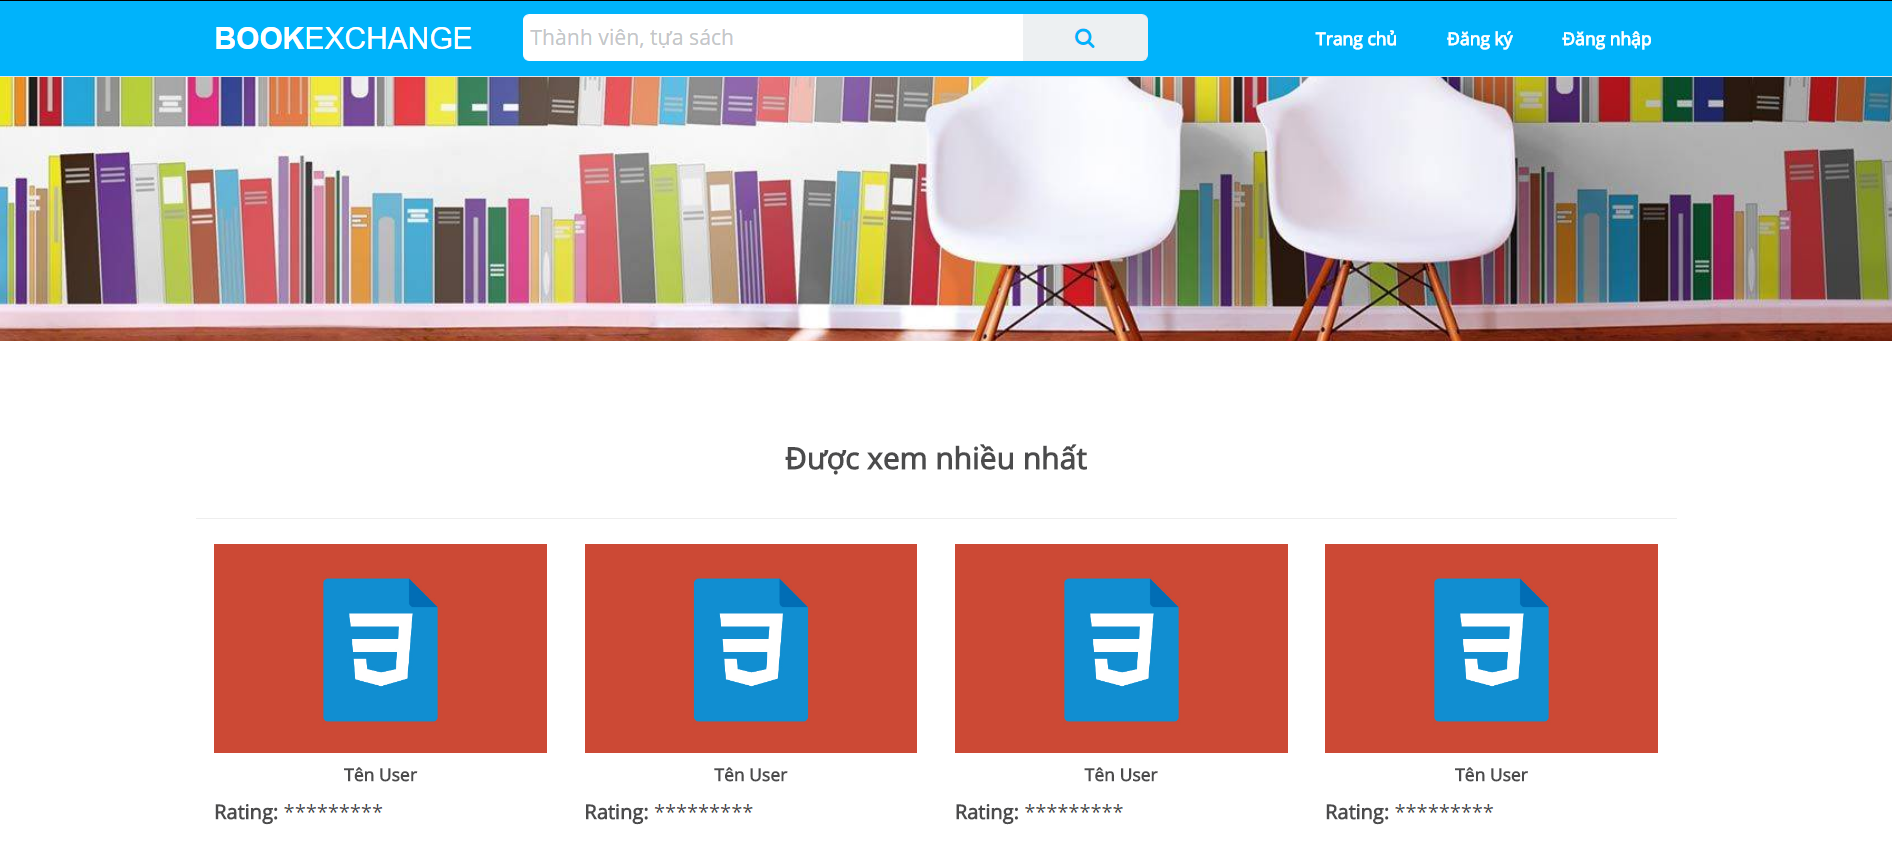 BOOKEXCHANGE
Thành viên, tựa sách
Trang chủ Đăng ký Đăng nhập
Được xem nhiều nhất
Tên User Tên User Tên User Tên User
Rating: ********* Rating: ********* Rating: ********* Rating: *********